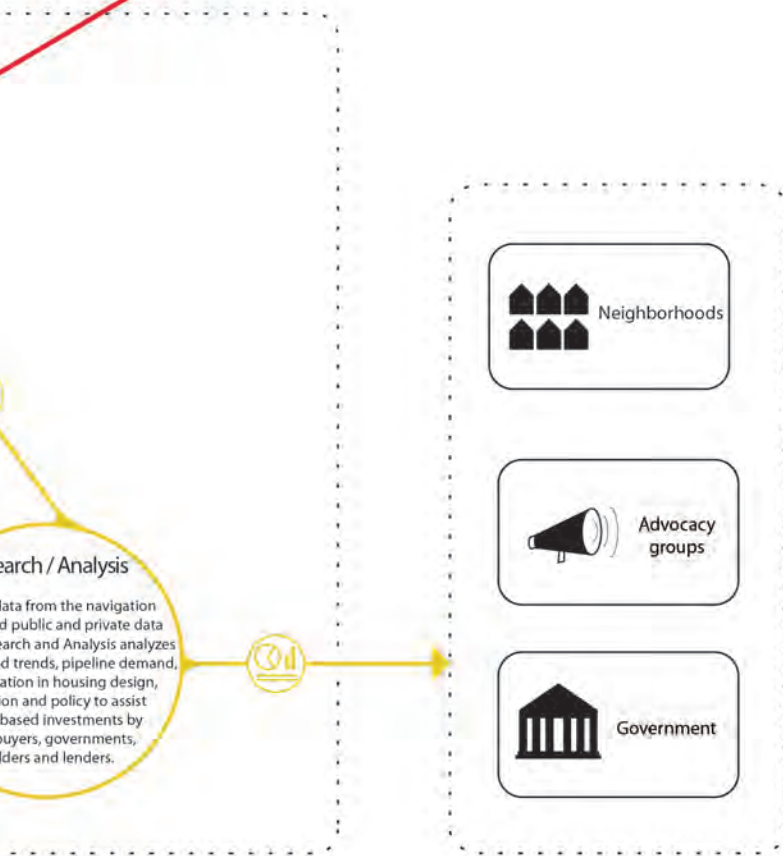 earch / Analysis
data from the navigation
d public and private data
earch and Analysis analyzes
d trends, pipeline demand,
ation in housing design,
ion and policy to assist
based investments by
buyers, governments,
lders and lenders.
Neighborhoods
Advocacy
groups
Government